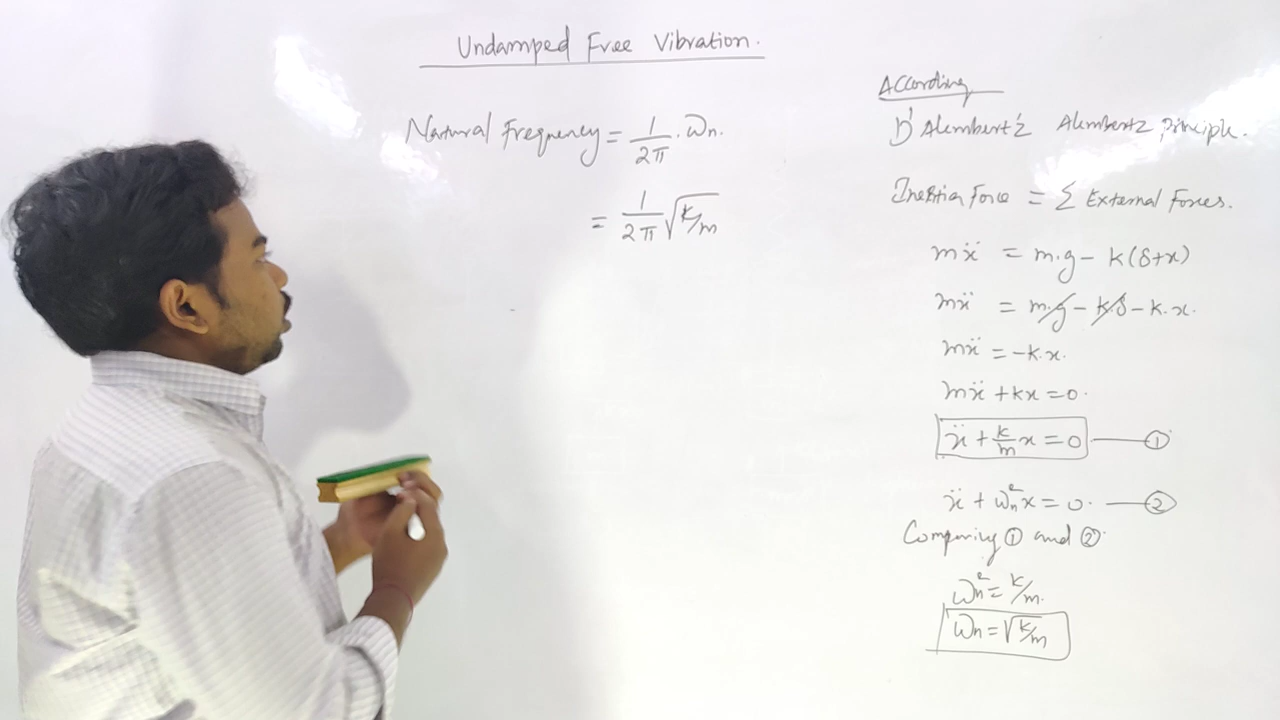 Undamped Free Vibration.
Natural Frequency = 1/2π . ωn.
= 1/2π √k/m
According
D'Alembert's Alembertz Principle.
Inertia Force = Σ External Forces.
mẍ = m.g - k(δ+x)
mẍ = m.g - kδ - k.x.
mẍ = -k.x.
mẍ + kx = 0.
ẍ + k/m x = 0 — ①
ẍ + ωn² x = 0. — ②
Comparing ① and ②
ωn² = k/m.
ωn = √k/m